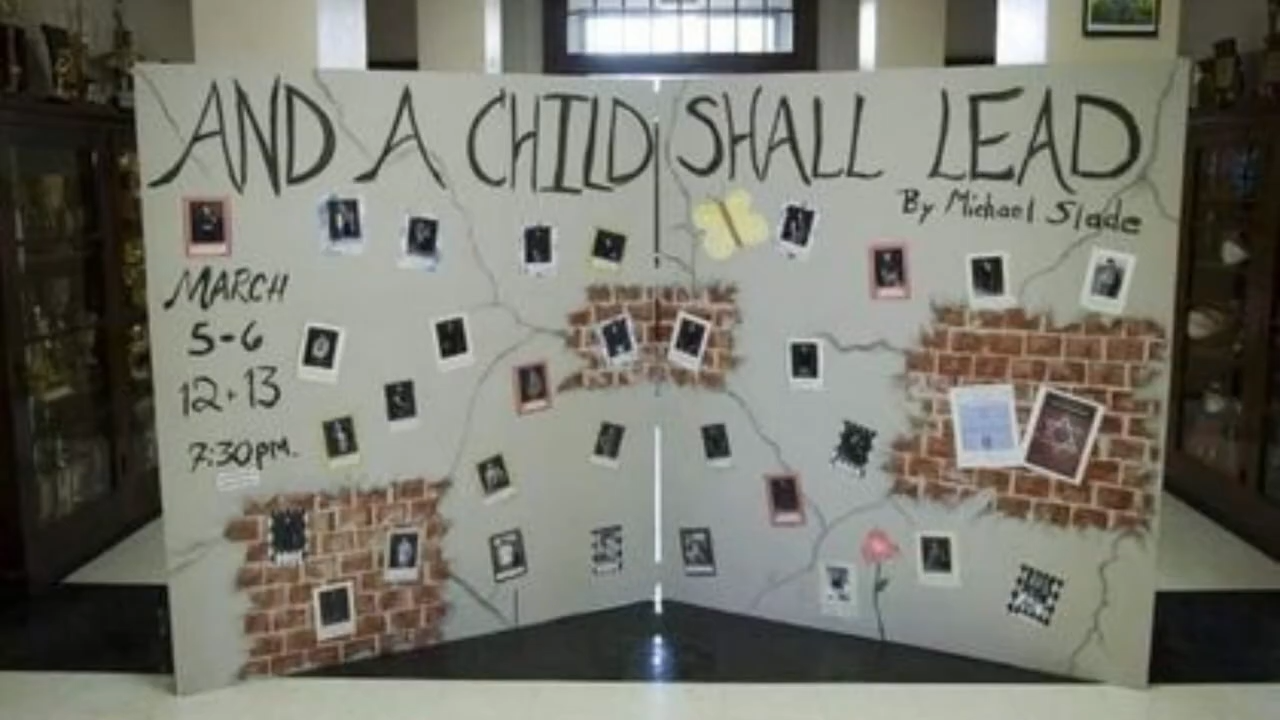 AND A CHILD SHALL LEAD
By Michael Slade
MARCH
5-6
12-13
7:30pm.